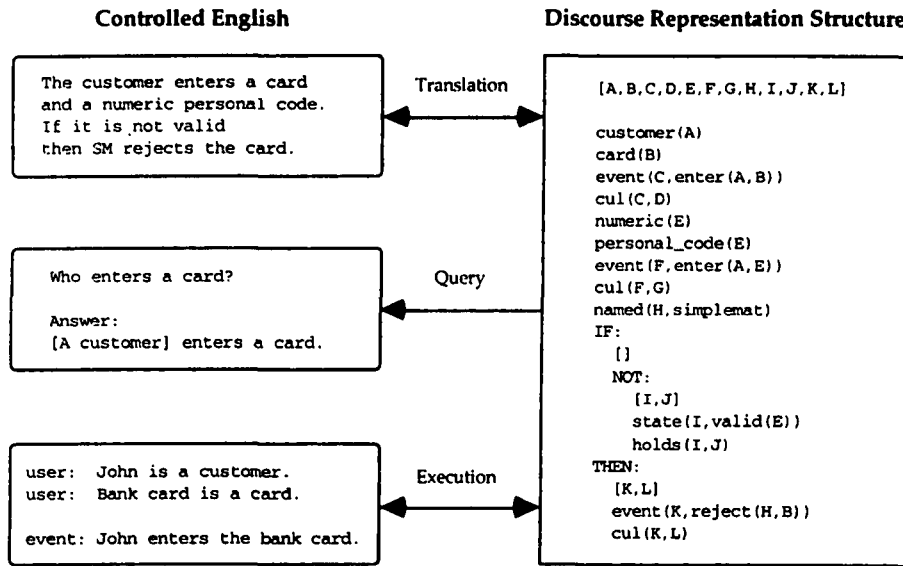 Controlled English
The customer enters a card
and a numeric personal code.
If it is not valid
then SM rejects the card.
Translation
Who enters a card?
Answer:
[A customer] enters a card.
Query
user: John is a customer.
user: Bank card is a card.
event: John enters the bank card.
Execution
Discourse Representation Structure
[A,B,C,D,E,F,G,H,I,J,K,L]
customer(A)
card(B)
event(C,enter(A,B))
cul(C,D)
numeric(E)
personal_code(E)
event(F,enter(A,E))
cul(F,G)
named(H,simplemat)
IF:
[]
NOT:
[I,J]
state(I,valid(E))
holds(I,J)
THEN:
[K,L]
event(K,reject(H,B))
cul(K,L)